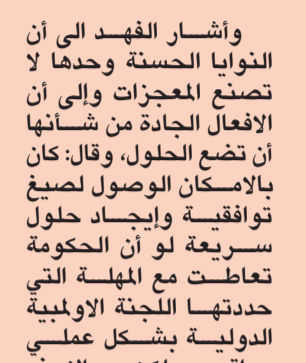 وأشار الفهد الى أن
النوايا الحسنة وحدها لا
تصنع المعجزات وإلى أن
الافعال الجادة من شأنها
أن تضع الحلول، وقال: كان
بالامكان الوصول لصيغ
توافقية وإيجاد حلول
سريعة لو أن الحكومة
تعاطت مع المهلة التي
حددتها اللجنة الاولمبية
الدولية بشكل عملي